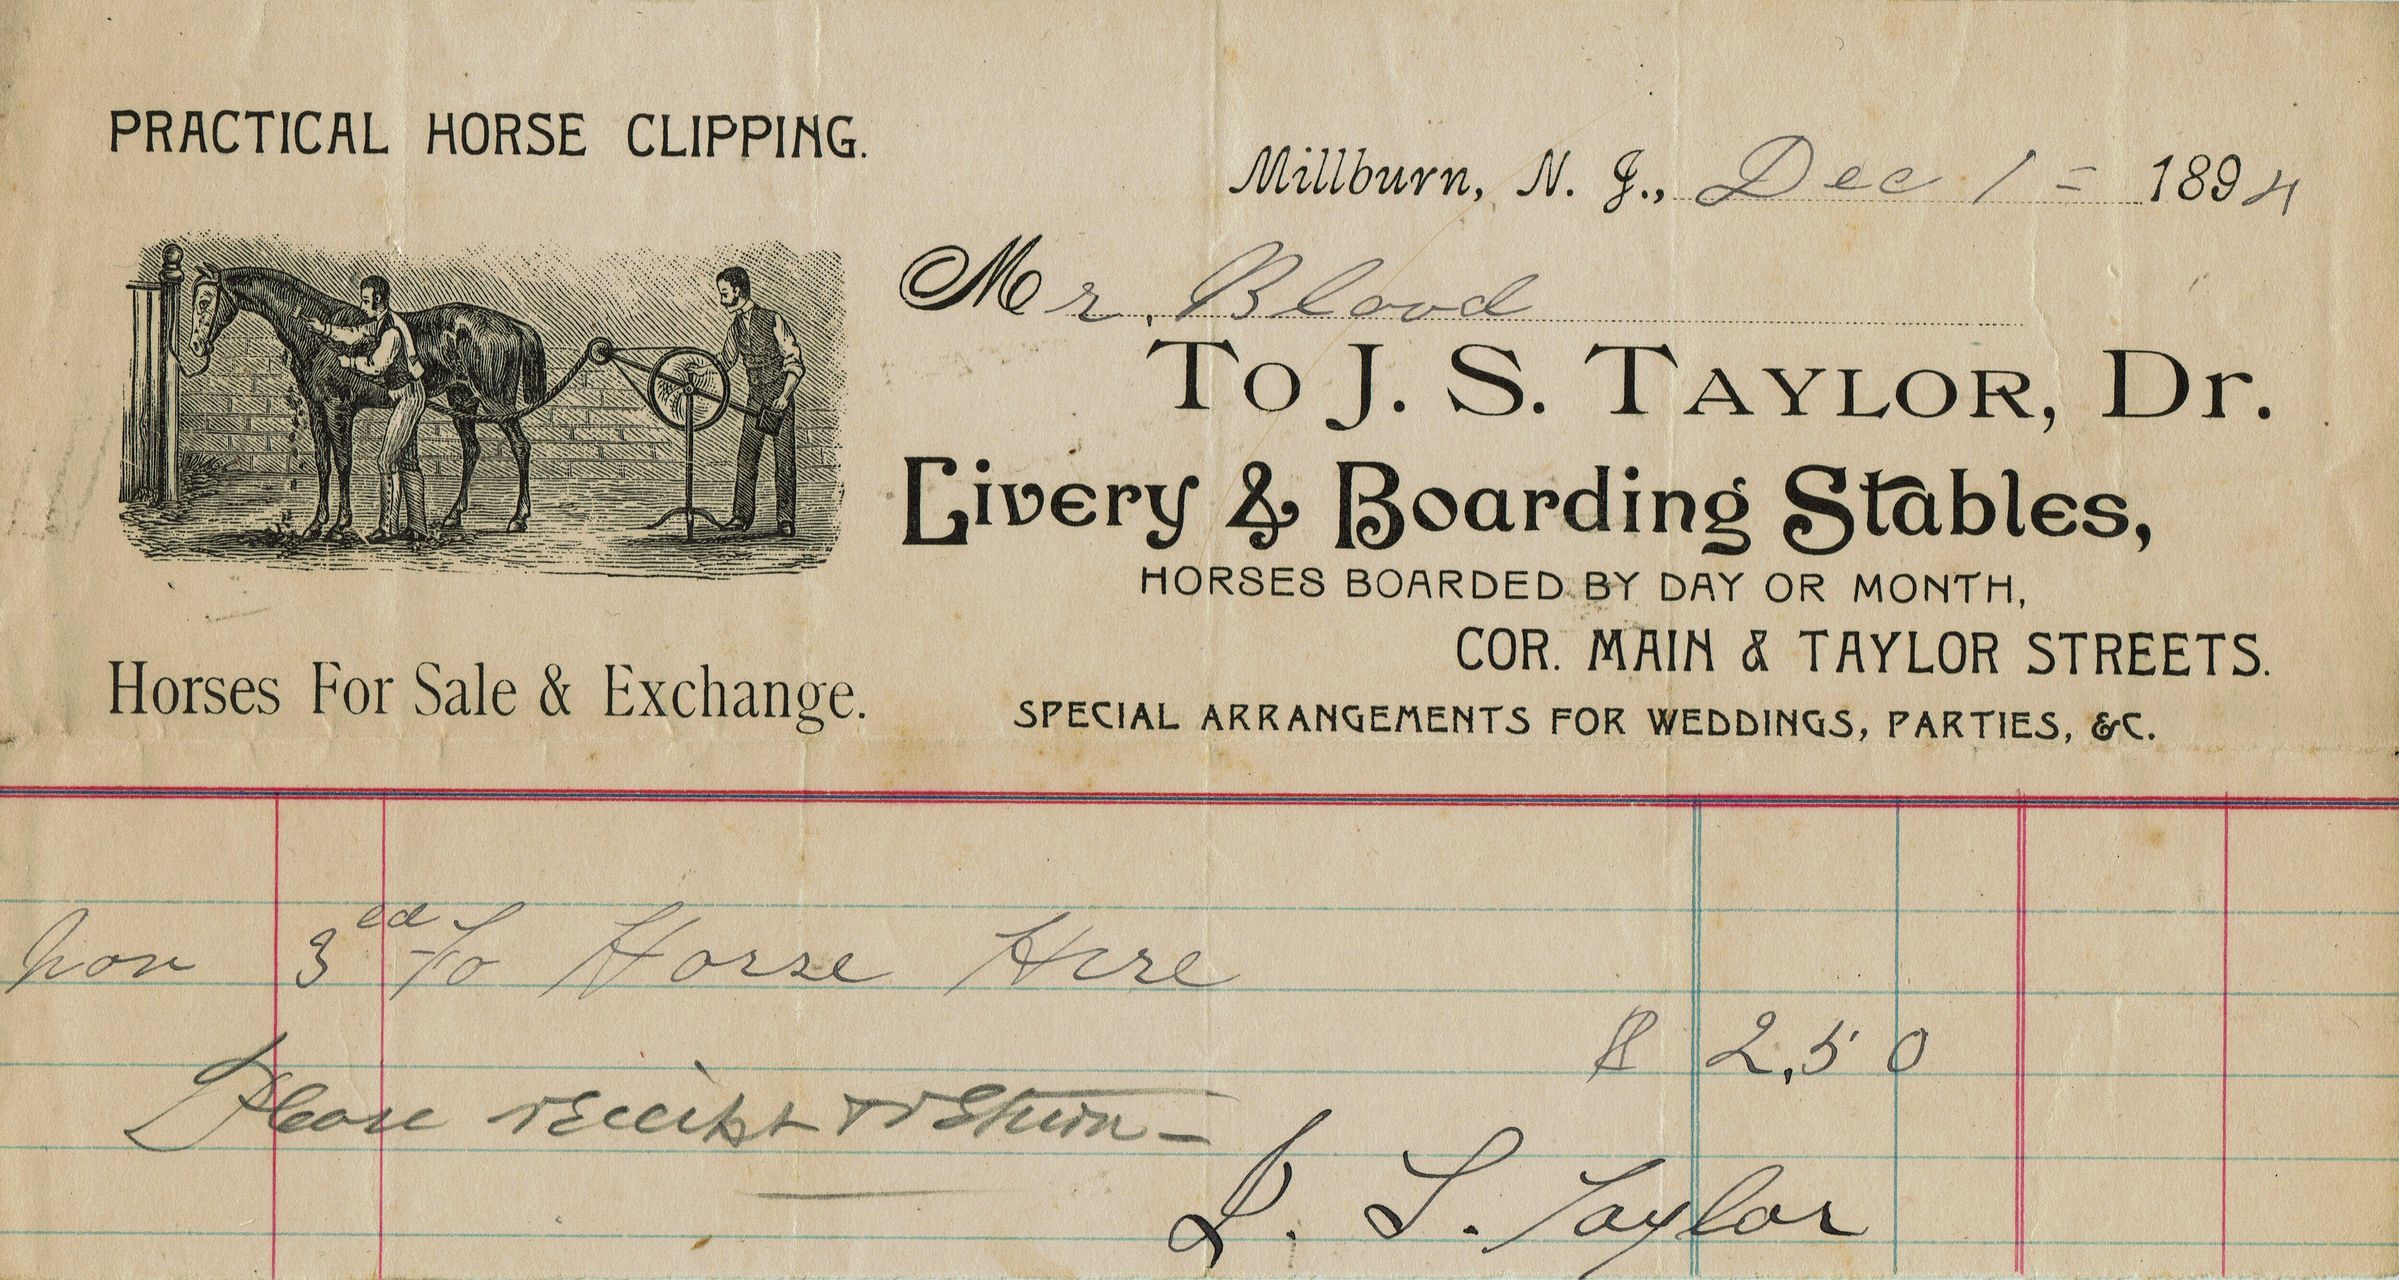 PRACTICAL HORSE CLIPPING.
Millburn, N. J., Dec 1 = 1894
Mr. Blood
To J. S. TAYLOR, Dr.
Livery & Boarding Stables,
HORSES BOARDED BY DAY OR MONTH,
COR. MAIN & TAYLOR STREETS.
Horses For Sale & Exchange.
SPECIAL ARRANGEMENTS FOR WEDDINGS, PARTIES, &C.
Nov 3ed To Horse Hire
$ 2.50
Please receipt & return –
J. S. Taylor